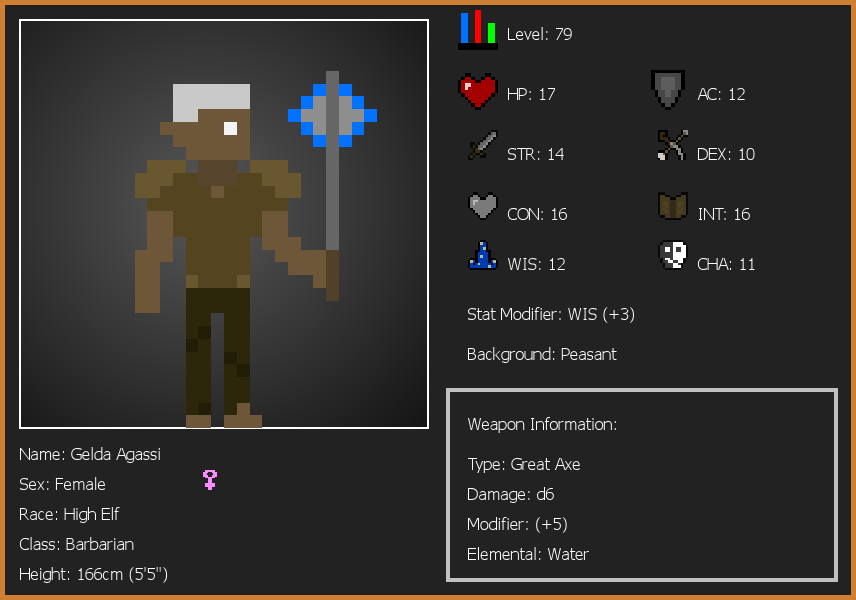 Level: 79
HP: 17
AC: 12
STR: 14
DEX: 10
CON: 16
INT: 16
WIS: 12
CHA: 11
Stat Modifier: WIS (+3)
Background: Peasant
Weapon Information:
Type: Great Axe
Damage: d6
Modifier: (+5)
Elemental: Water
Name: Gelda Agassi
Sex: Female
Race: High Elf
Class: Barbarian
Height: 166cm (5'5")